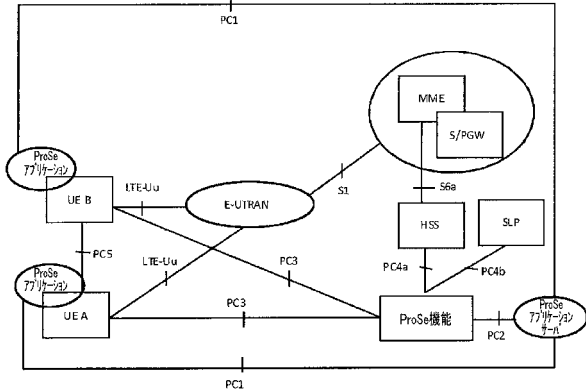 PC1
MME
S/PGW
ProSe
アプリケーション
UE B
LTE-Uu
E-UTRAN
S1
S6a
HSS
SLP
PC5
LTE-Uu
PC3
PC4a
PC4b
ProSe
アプリケーション
UE A
PC3
ProSe機能
PC2
ProSe
アプリケーション
サーバ
PC1